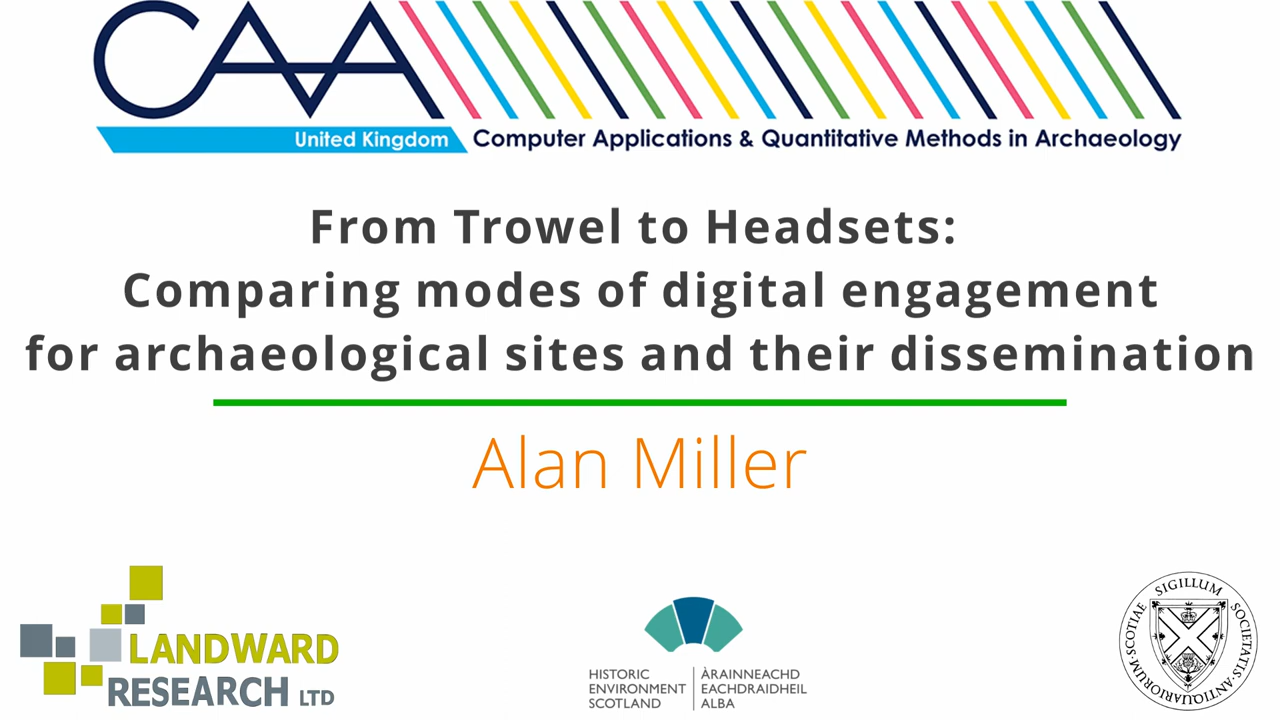 CAA
United Kingdom Computer Applications & Quantitative Methods in Archaeology
From Trowel to Headsets:
Comparing modes of digital engagement
for archaeological sites and their dissemination
Alan Miller
LANDWARD
RESEARCH LTD
HISTORIC
ENVIRONMENT
SCOTLAND
ÀRAINNEACHD
EACHDRAIDHEIL
ALBA
SIGILLUM SOCIETATIS·ANTIQUARIORUM·SCOTIAE